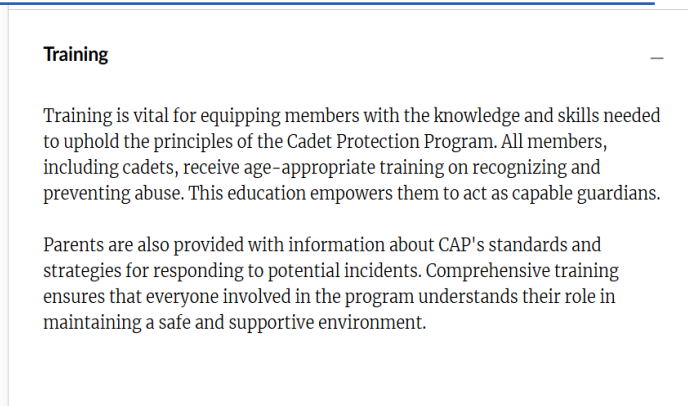 Training
Training is vital for equipping members with the knowledge and skills needed
to uphold the principles of the Cadet Protection Program. All members,
including cadets, receive age-appropriate training on recognizing and
preventing abuse. This education empowers them to act as capable guardians.
Parents are also provided with information about CAP's standards and
strategies for responding to potential incidents. Comprehensive training
ensures that everyone involved in the program understands their role in
maintaining a safe and supportive environment.